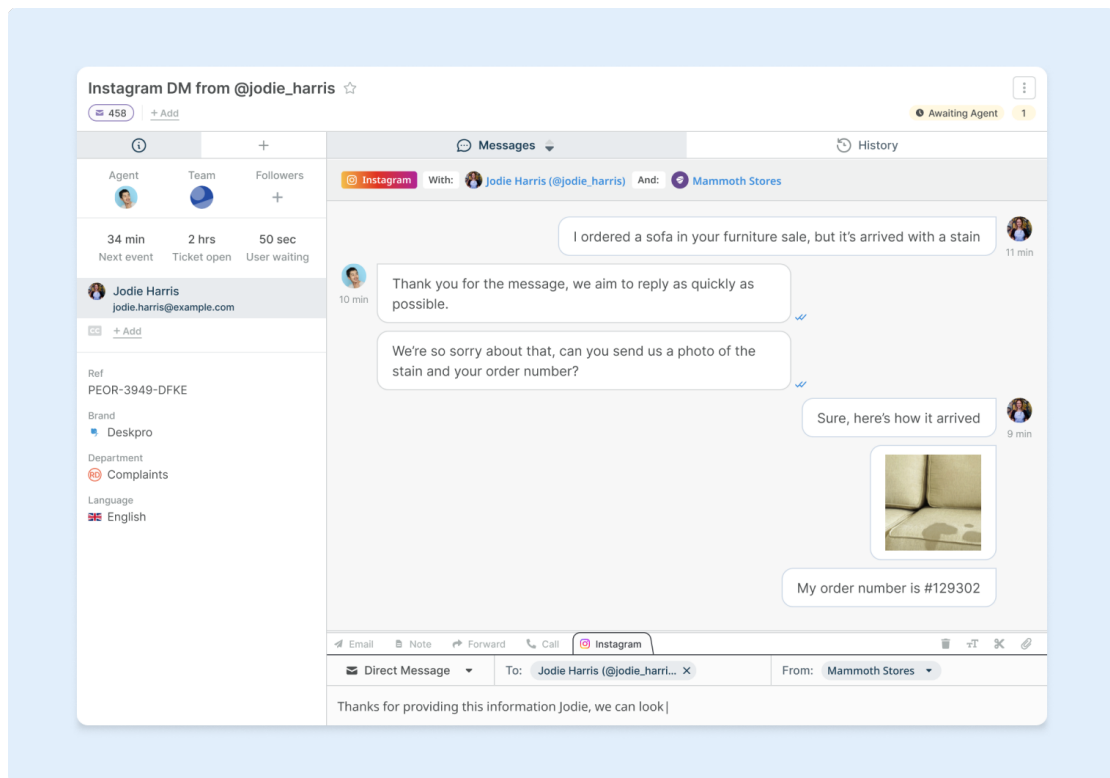 Instagram DM from @jodie_harris
458
+ Add
Awaiting Agent
1
Messages
History
Agent
Team
Followers
34 min
2 hrs
50 sec
Next event
Ticket open
User waiting
Jodie Harris
jodie.harris@example.com
CC
+ Add
Ref
PEOR-3949-DFKE
Brand
Deskpro
Department
RD
Complaints
Language
English
Instagram
With:
Jodie Harris (@jodie_harris)
And:
Mammoth Stores
I ordered a sofa in your furniture sale, but it’s arrived with a stain
11 min
Thank you for the message, we aim to reply as quickly as
possible.
10 min
We’re so sorry about that, can you send us a photo of the
stain and your order number?
Sure, here’s how it arrived
9 min
My order number is #129302
Email
Note
Forward
Call
Instagram
TT
Direct Message
To:
Jodie Harris (@jodie_harri...
From:
Mammoth Stores
Thanks for providing this information Jodie, we can look